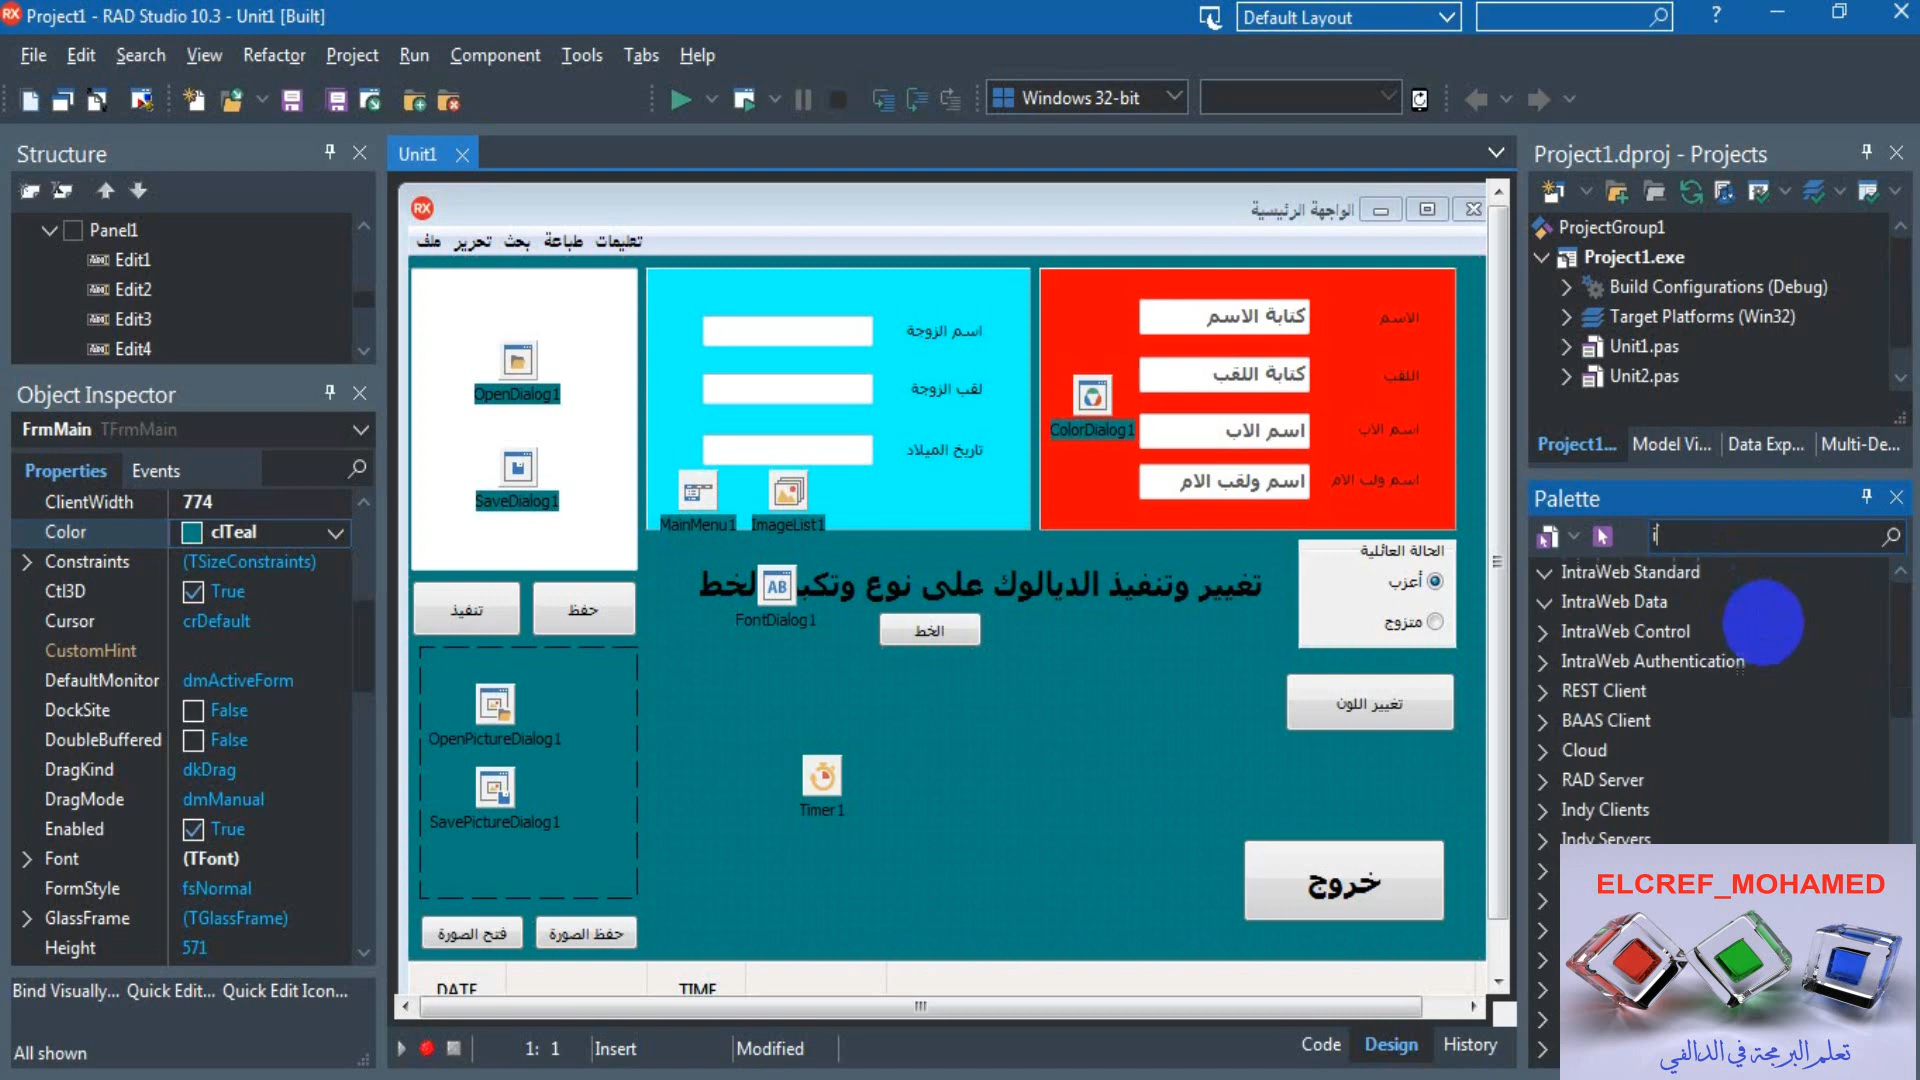 Project1 - RAD Studio 10.3 - Unit1 [Built]
Default Layout
?
File Edit Search View Refactor Project Run Component Tools Tabs Help
Windows 32-bit
Structure
Panel1
Edit1
Edit2
Edit3
Edit4
Object Inspector
FrmMain TFrmMain
Properties Events
ClientWidth 774
Color clTeal
Constraints (TSizeConstraints)
Ctl3D True
Cursor crDefault
CustomHint
DefaultMonitor dmActiveForm
DockSite False
DoubleBuffered False
DragKind dkDrag
DragMode dmManual
Enabled True
Font (TFont)
FormStyle fsNormal
GlassFrame (TGlassFrame)
Height 571
Bind Visually... Quick Edit... Quick Edit Icon...
All shown
Unit1
الواجهة الرئيسية
ملف تحرير بحث طباعة تعليمات
OpenDialog1
SaveDialog1
تنفيذ
حفظ
OpenPictureDialog1
SavePictureDialog1
فتح الصورة
حفظ الصورة
اسم الزوجة
لقب الزوجة
تاريخ الميلاد
MainMenu1 ImageList1
الاسم
كتابة الاسم
اللقب
كتابة اللقب
اسم الاب
اسم الاب
اسم ولب الام
اسم ولقب الام
ColorDialog1
تغيير وتنفيذ الديالوك على نوع وتكب لخط
AB
FontDialog1
الخط
الحالة العائلية
أعزب
متزوج
تغيير اللون
Timer1
خروج
DATE TIME
1: 1 Insert Modified
Code Design History
Project1.dproj - Projects
ProjectGroup1
Project1.exe
Build Configurations (Debug)
Target Platforms (Win32)
Unit1.pas
Unit2.pas
Project1... Model Vi... Data Exp... Multi-De...
Palette
i
IntraWeb Standard
IntraWeb Data
IntraWeb Control
IntraWeb Authentication
REST Client
BAAS Client
Cloud
RAD Server
Indy Clients
Indy Servers
ELCREF_MOHAMED
تعلم البرمجة في الدالفي